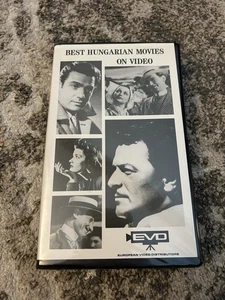 BEST HUNGARIAN MOVIES
ON VIDEO
EVD
EUROPEAN VIDEO DISTRIBUTORS